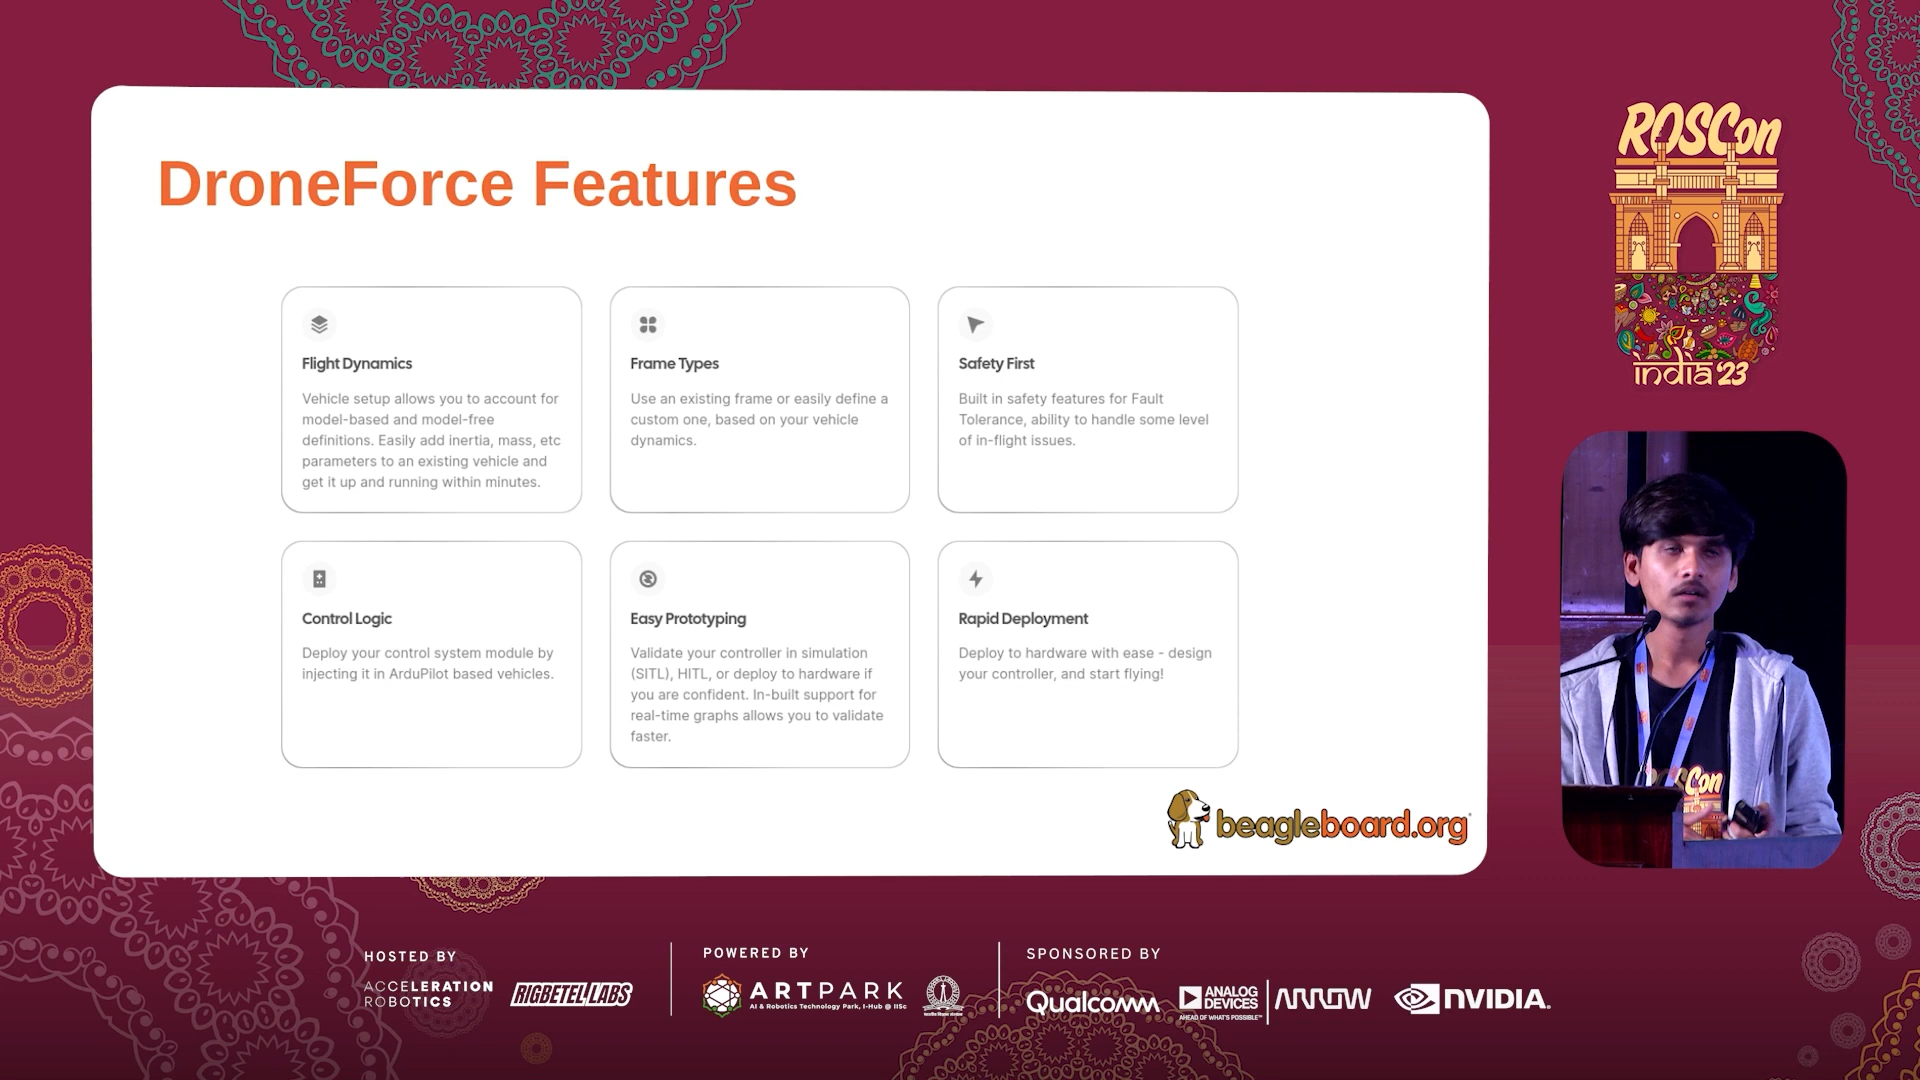 DroneForce Features
Flight Dynamics
Vehicle setup allows you to account for
model-based and model-free
definitions. Easily add inertia, mass, etc
parameters to an existing vehicle and
get it up and running within minutes.
Frame Types
Use an existing frame or easily define a
custom one, based on your vehicle
dynamics.
Safety First
Built in safety features for Fault
Tolerance, ability to handle some level
of in-flight issues.
Control Logic
Deploy your control system module by
injecting it in ArduPilot based vehicles.
Easy Prototyping
Validate your controller in simulation
(SITL), HITL, or deploy to hardware if
you are confident. In-built support for
real-time graphs allows you to validate
faster.
Rapid Deployment
Deploy to hardware with ease - design
your controller, and start flying!
beagleboard.org
ROSCon
india'23
ROSCon
HOSTED BY
ACCELERATION
ROBOTICS
RIGBETEL LABS
POWERED BY
ARTPARK
AI & Robotics Technology Park, I-Hub @ IISc
SPONSORED BY
Qualcomm
ANALOG
DEVICES
AHEAD OF WHAT'S POSSIBLE™
ARROW
NVIDIA.